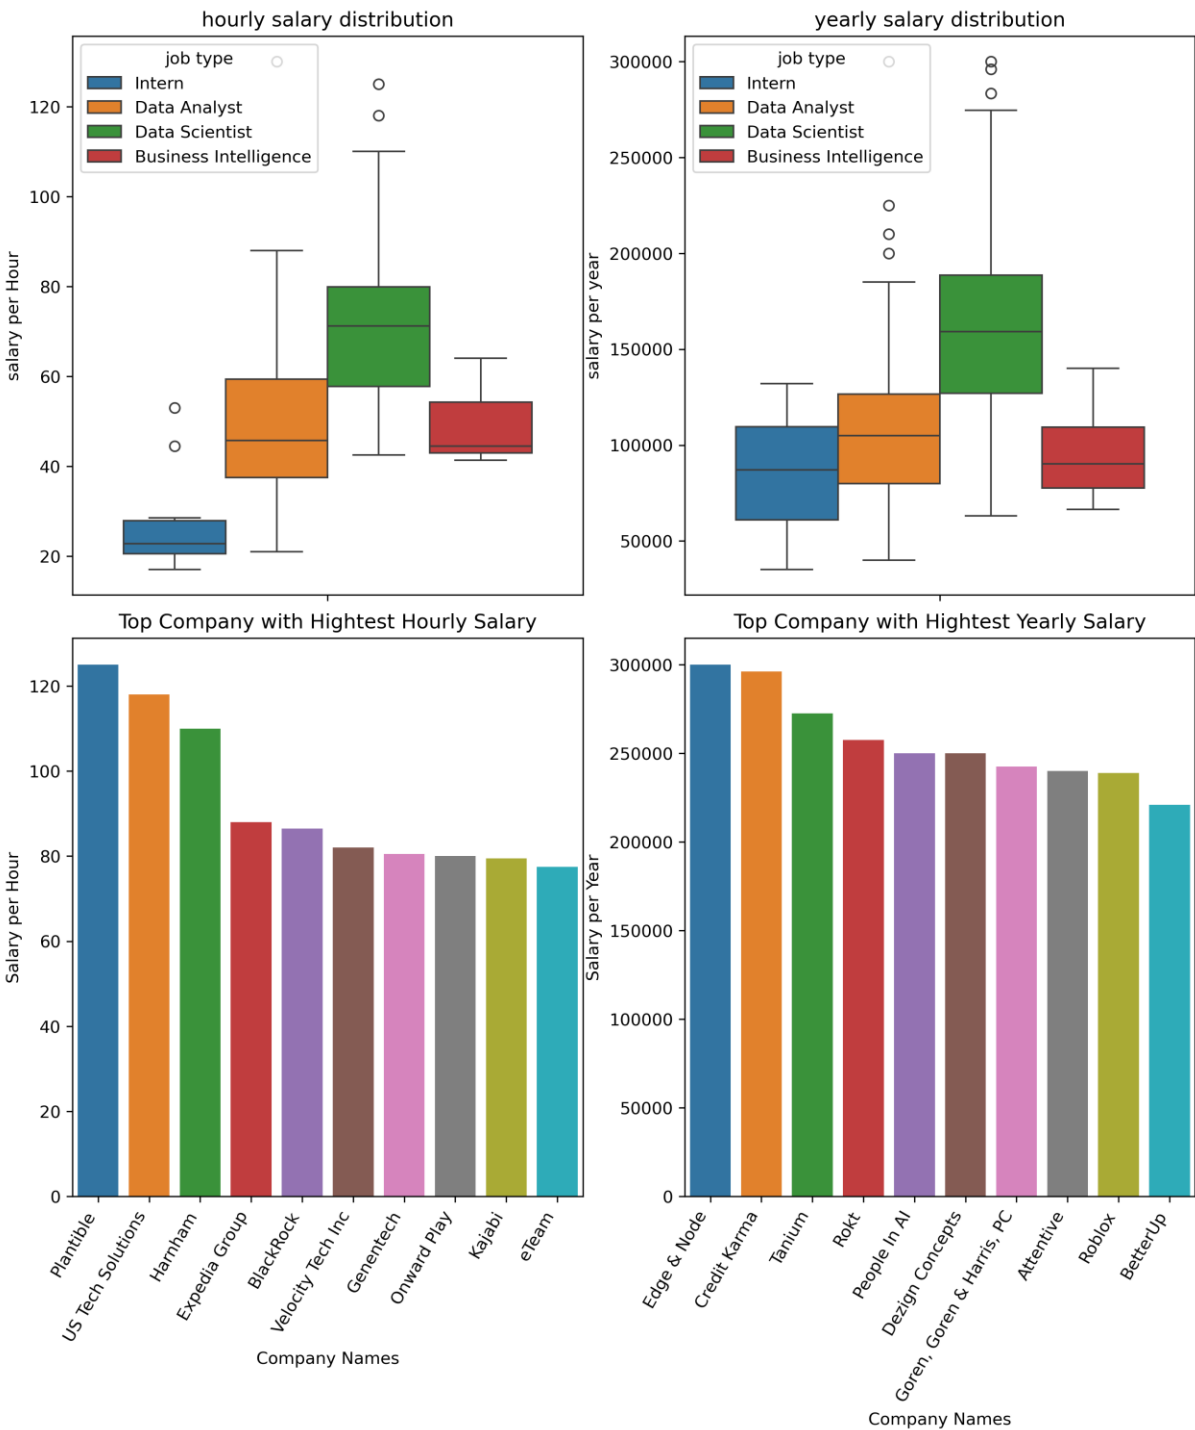 hourly salary distribution
job type
Intern
Data Analyst
Data Scientist
Business Intelligence
120
100
80
60
40
20
salary per Hour
yearly salary distribution
job type
Intern
Data Analyst
Data Scientist
Business Intelligence
300000
250000
200000
150000
100000
50000
salary per year
Top Company with Hightest Hourly Salary
120
100
80
60
40
20
0
Salary per Hour
Plantible
US Tech Solutions
Harnham
Expedia Group
BlackRock
Velocity Tech Inc
Genentech
Onward Play
Kajabi
eTeam
Company Names
Top Company with Hightest Yearly Salary
300000
250000
200000
150000
100000
50000
0
Salary per Year
Edge & Node
Credit Karma
Tanium
Rokt
People In AI
Dezign Concepts
Goren, Goren & Harris, PC
Attentive
Roblox
BetterUp
Company Names